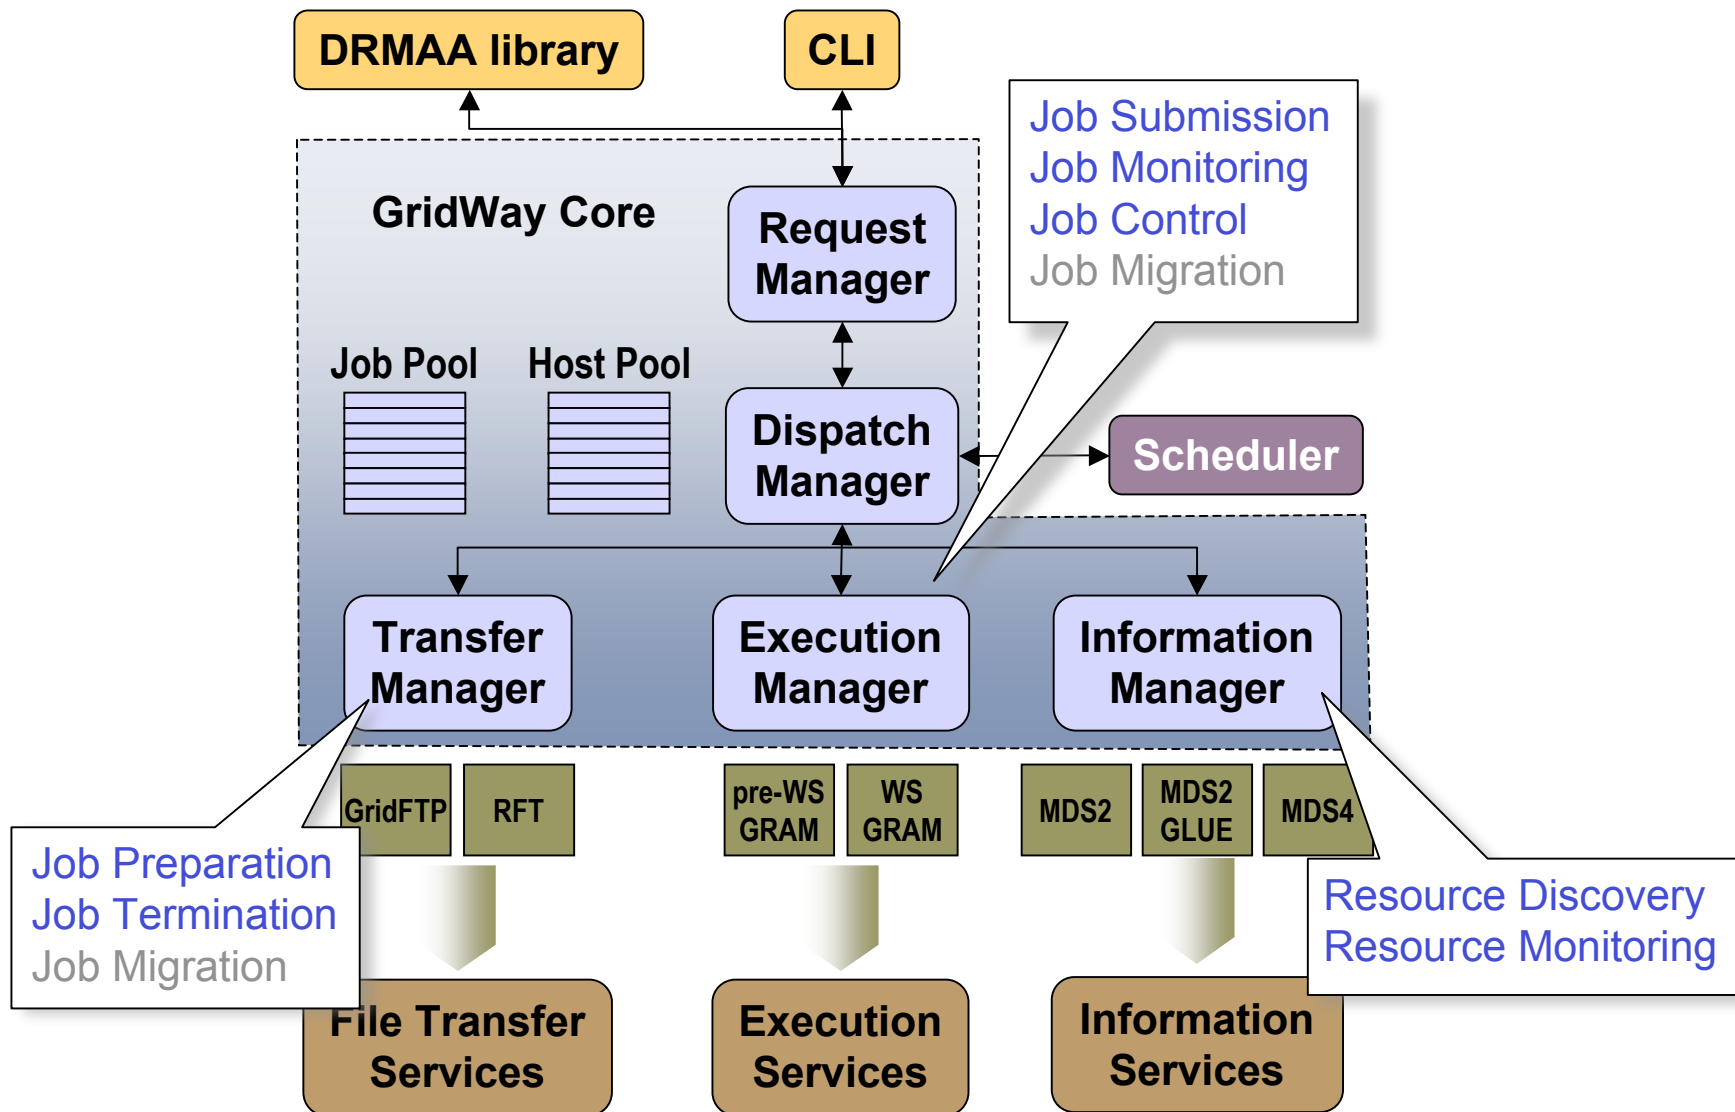 DRMAA library
CLI
Job Submission
Job Monitoring
Job Control
Job Migration
GridWay Core
Request
Manager
Job Pool
Host Pool
Dispatch
Manager
Scheduler
Transfer
Manager
Execution
Manager
Information
Manager
GridFTP
RFT
pre-WS
GRAM
WS
GRAM
MDS2
MDS2
GLUE
MDS4
Job Preparation
Job Termination
Job Migration
Resource Discovery
Resource Monitoring
File Transfer
Services
Execution
Services
Information
Services